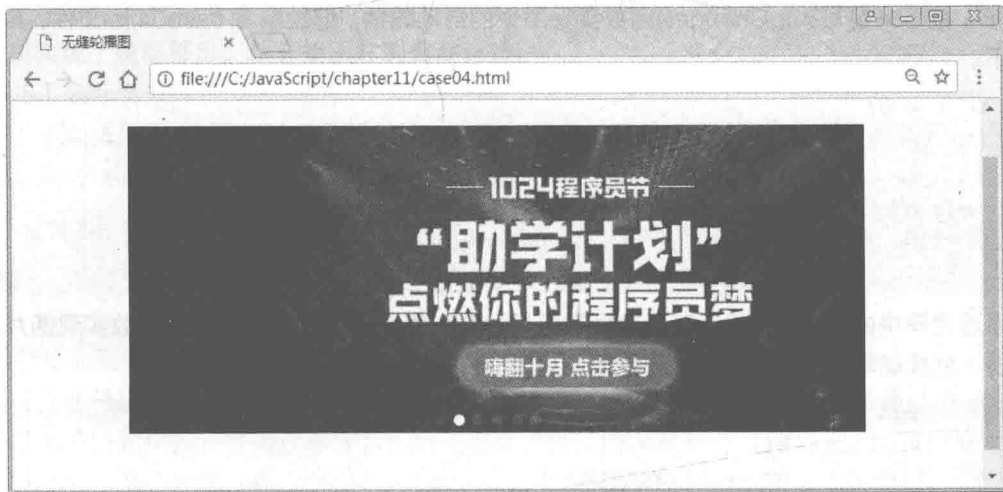 无缝轮播图
file:///C:/JavaScript/chapter11/case04.html
1024程序员节
“助学计划”
点燃你的程序员梦
嗨翻十月 点击参与